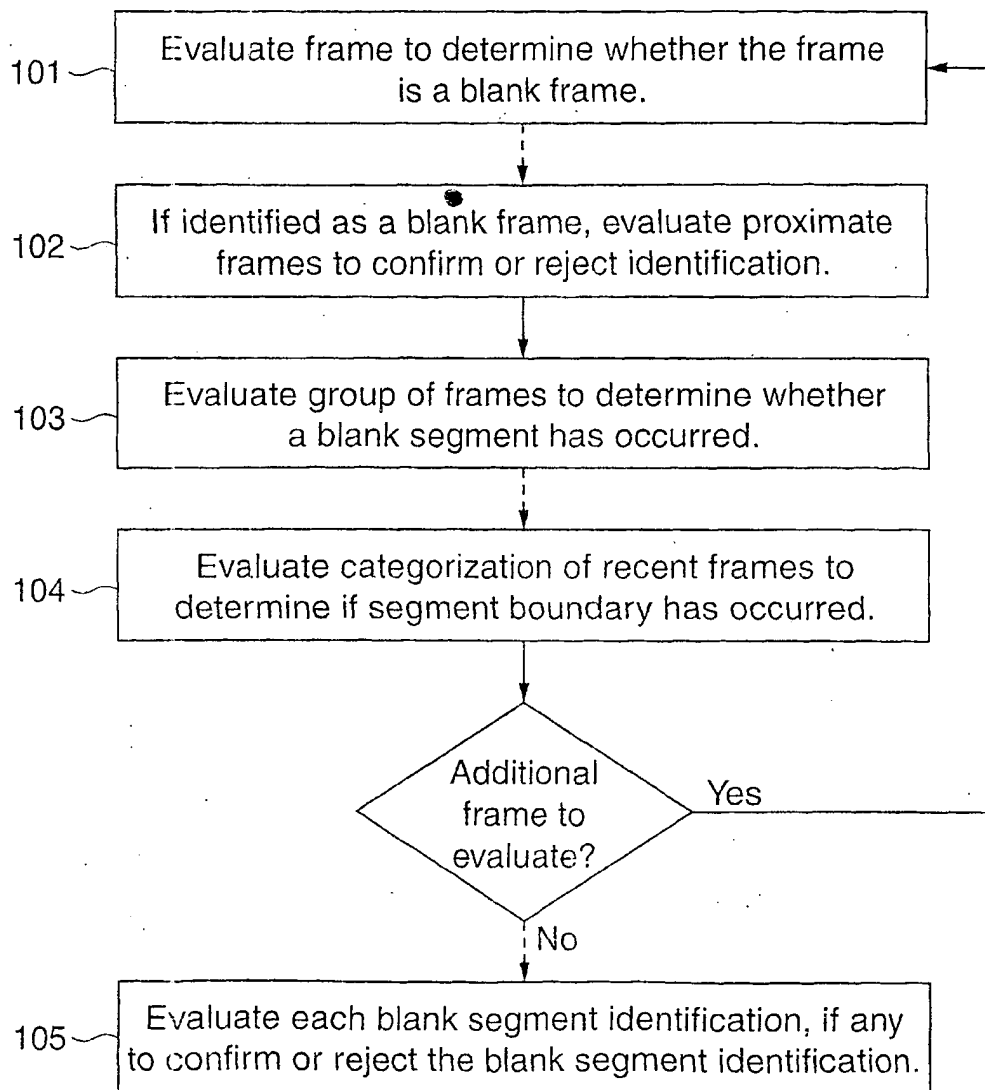 Evaluate frame to determine whether the frame
is a blank frame.
101
If identified as a blank frame, evaluate proximate
frames to confirm or reject identification.
102
Evaluate group of frames to determine whether
a blank segment has occurred.
103
Evaluate categorization of recent frames to
determine if segment boundary has occurred.
104
Additional
frame to
evaluate?
Yes
No
Evaluate each blank segment identification, if any
to confirm or reject the blank segment identification.
105